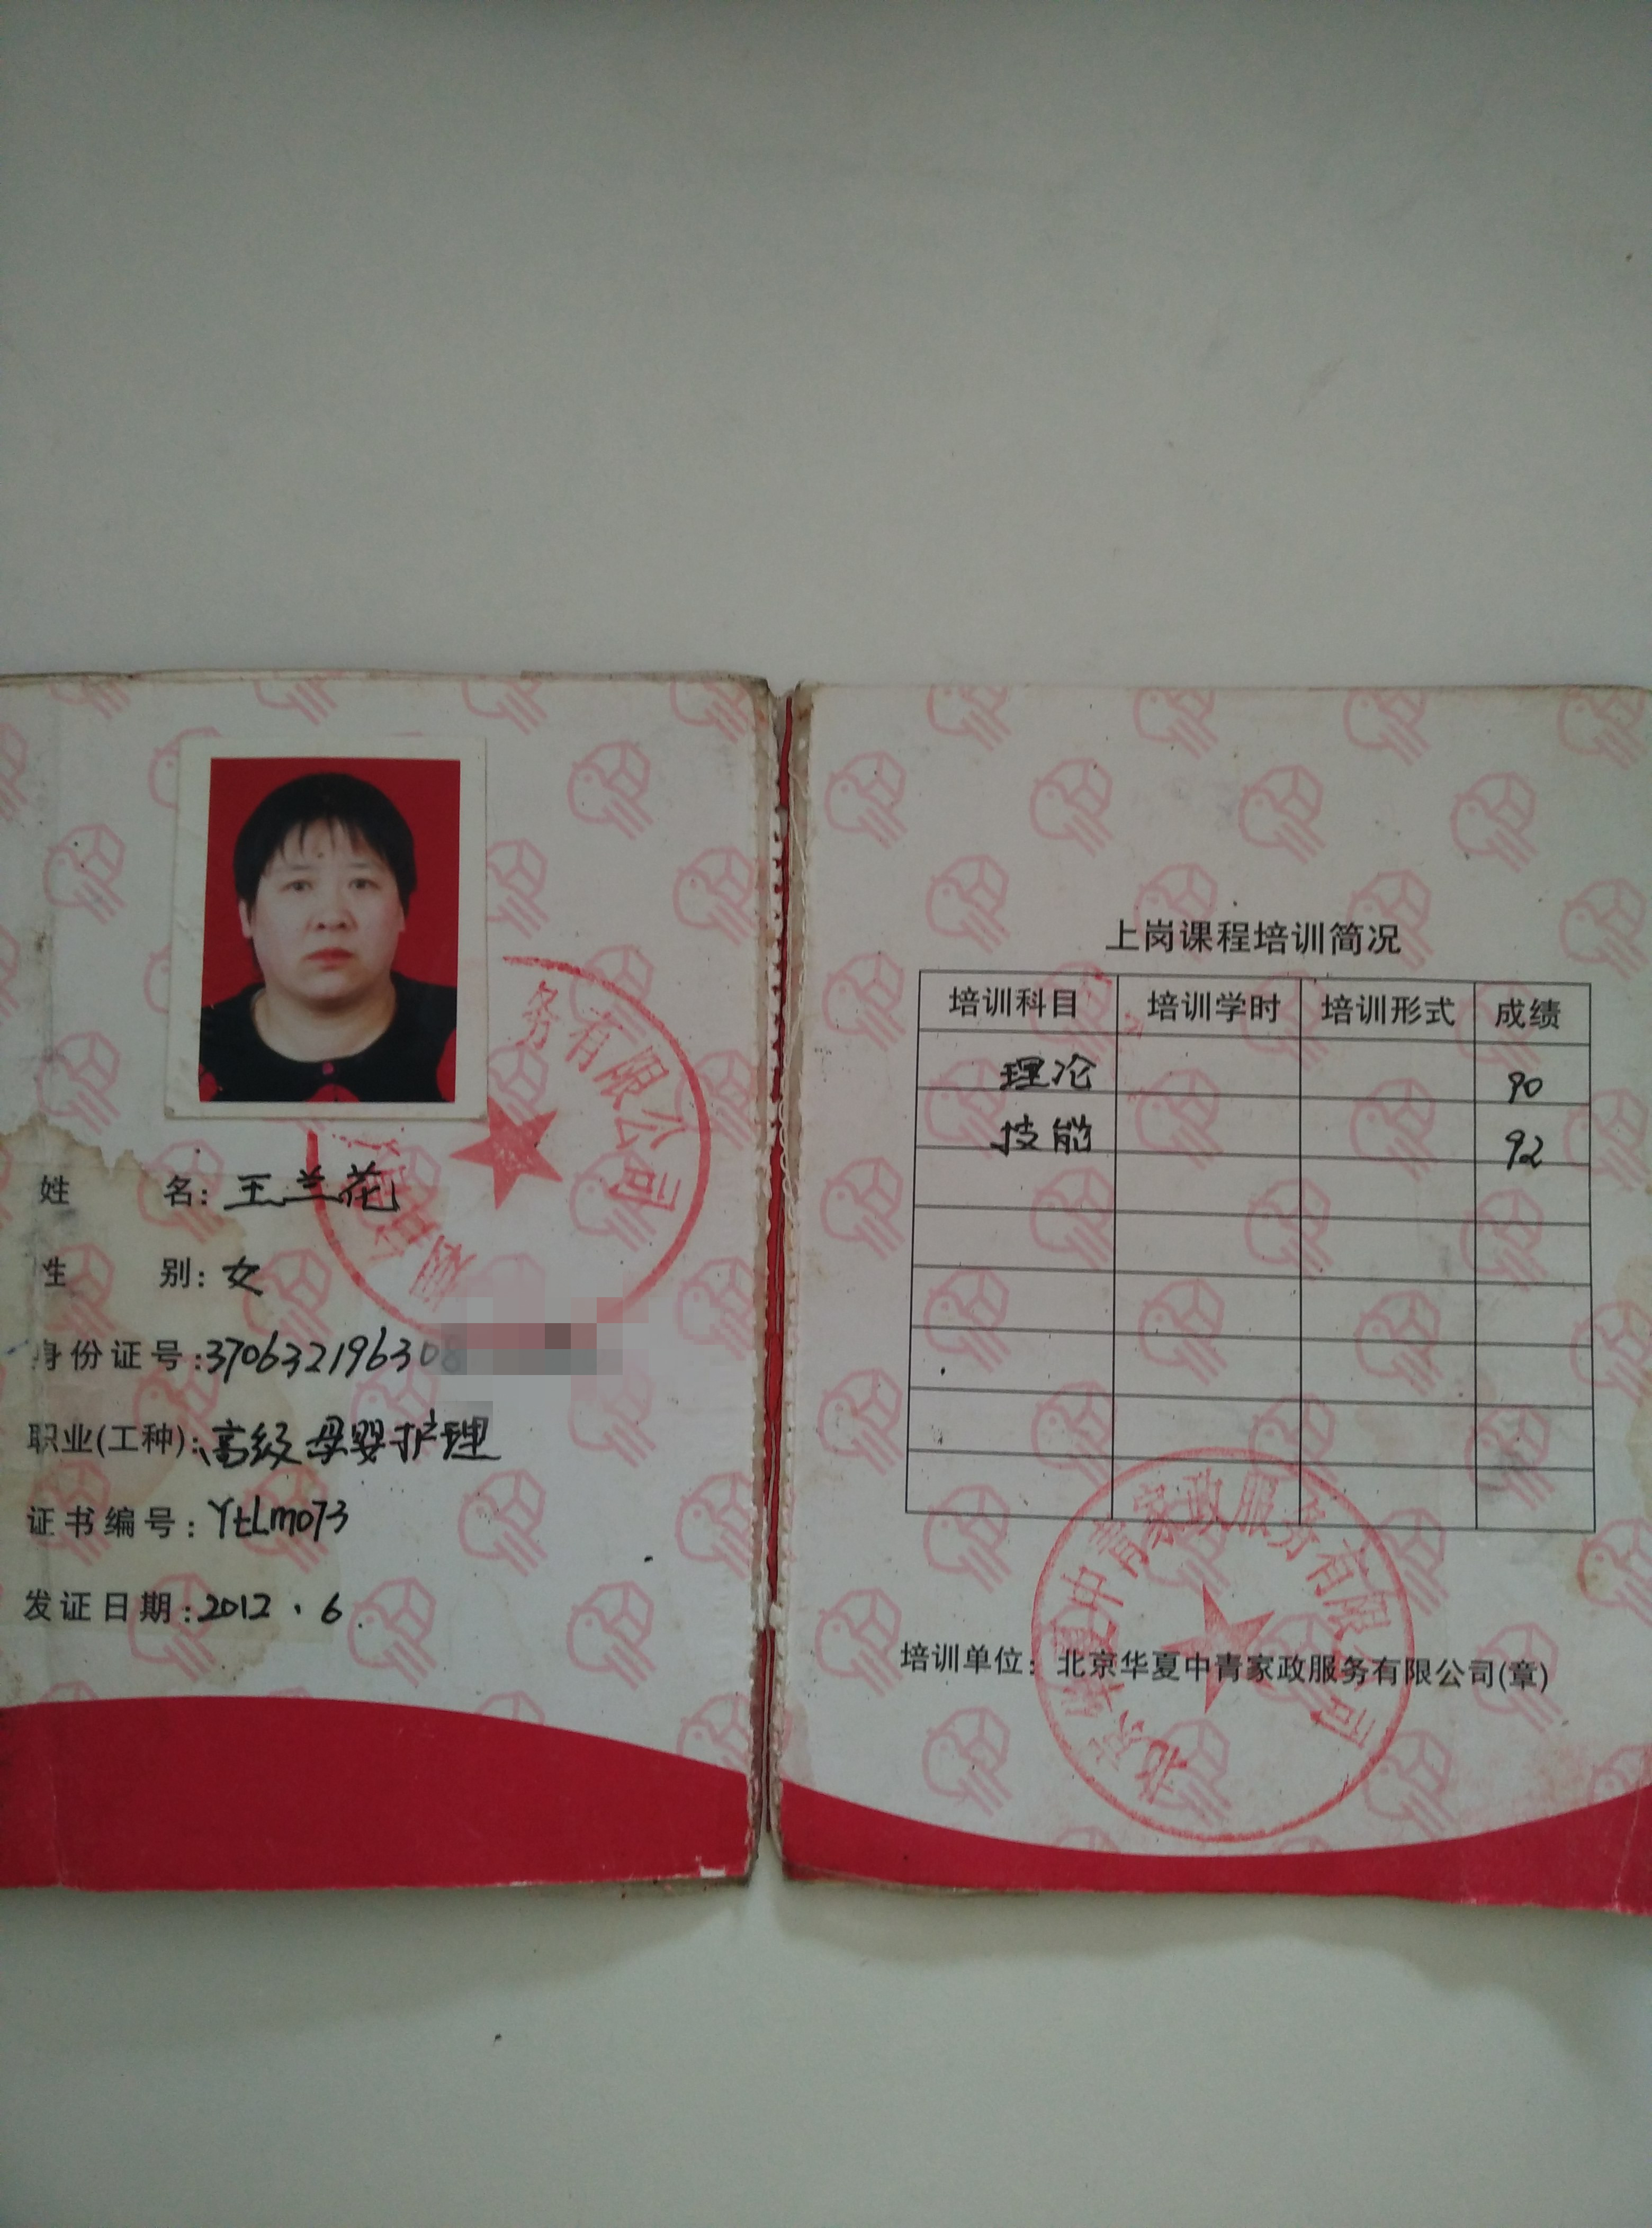 务有限公司
姓 名：王兰花
性 别：女
身份证号：370632196308
职业(工种)：高级母婴护理
证书编号：YtLm073
发证日期：2012.6
上岗课程培训简况
培训科目 培训学时 培训形式 成绩
理论 90
技能 92
北京华夏中青家政服务有限公司
培训单位：北京华夏中青家政服务有限公司(章)